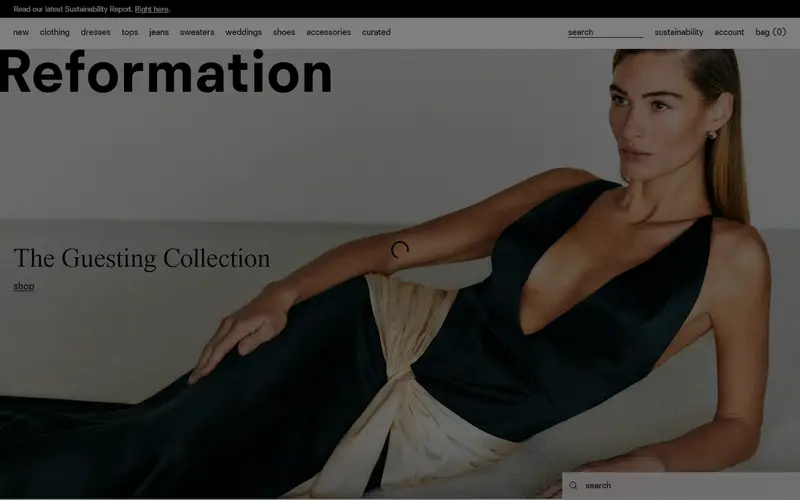 Read our latest Sustainability Report. Right here.
new clothing dresses tops jeans sweaters weddings shoes accessories curated search sustainability account bag (0)
Reformation
The Guesting Collection
shop
search